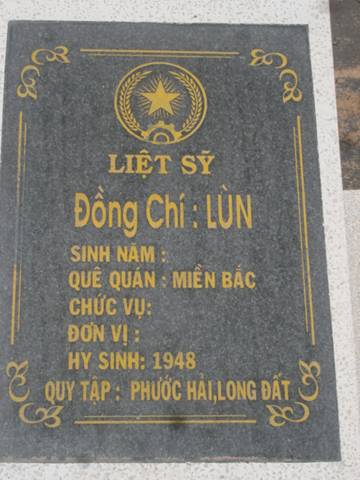 LIỆT SỸ
Đồng Chí : LÙN
SINH NĂM :
QUÊ QUÁN : MIỀN BẮC
CHỨC VỤ:
ĐƠN VỊ :
HY SINH: 1948
QUY TẬP : PHƯỚC HẢI,LONG ĐẤT